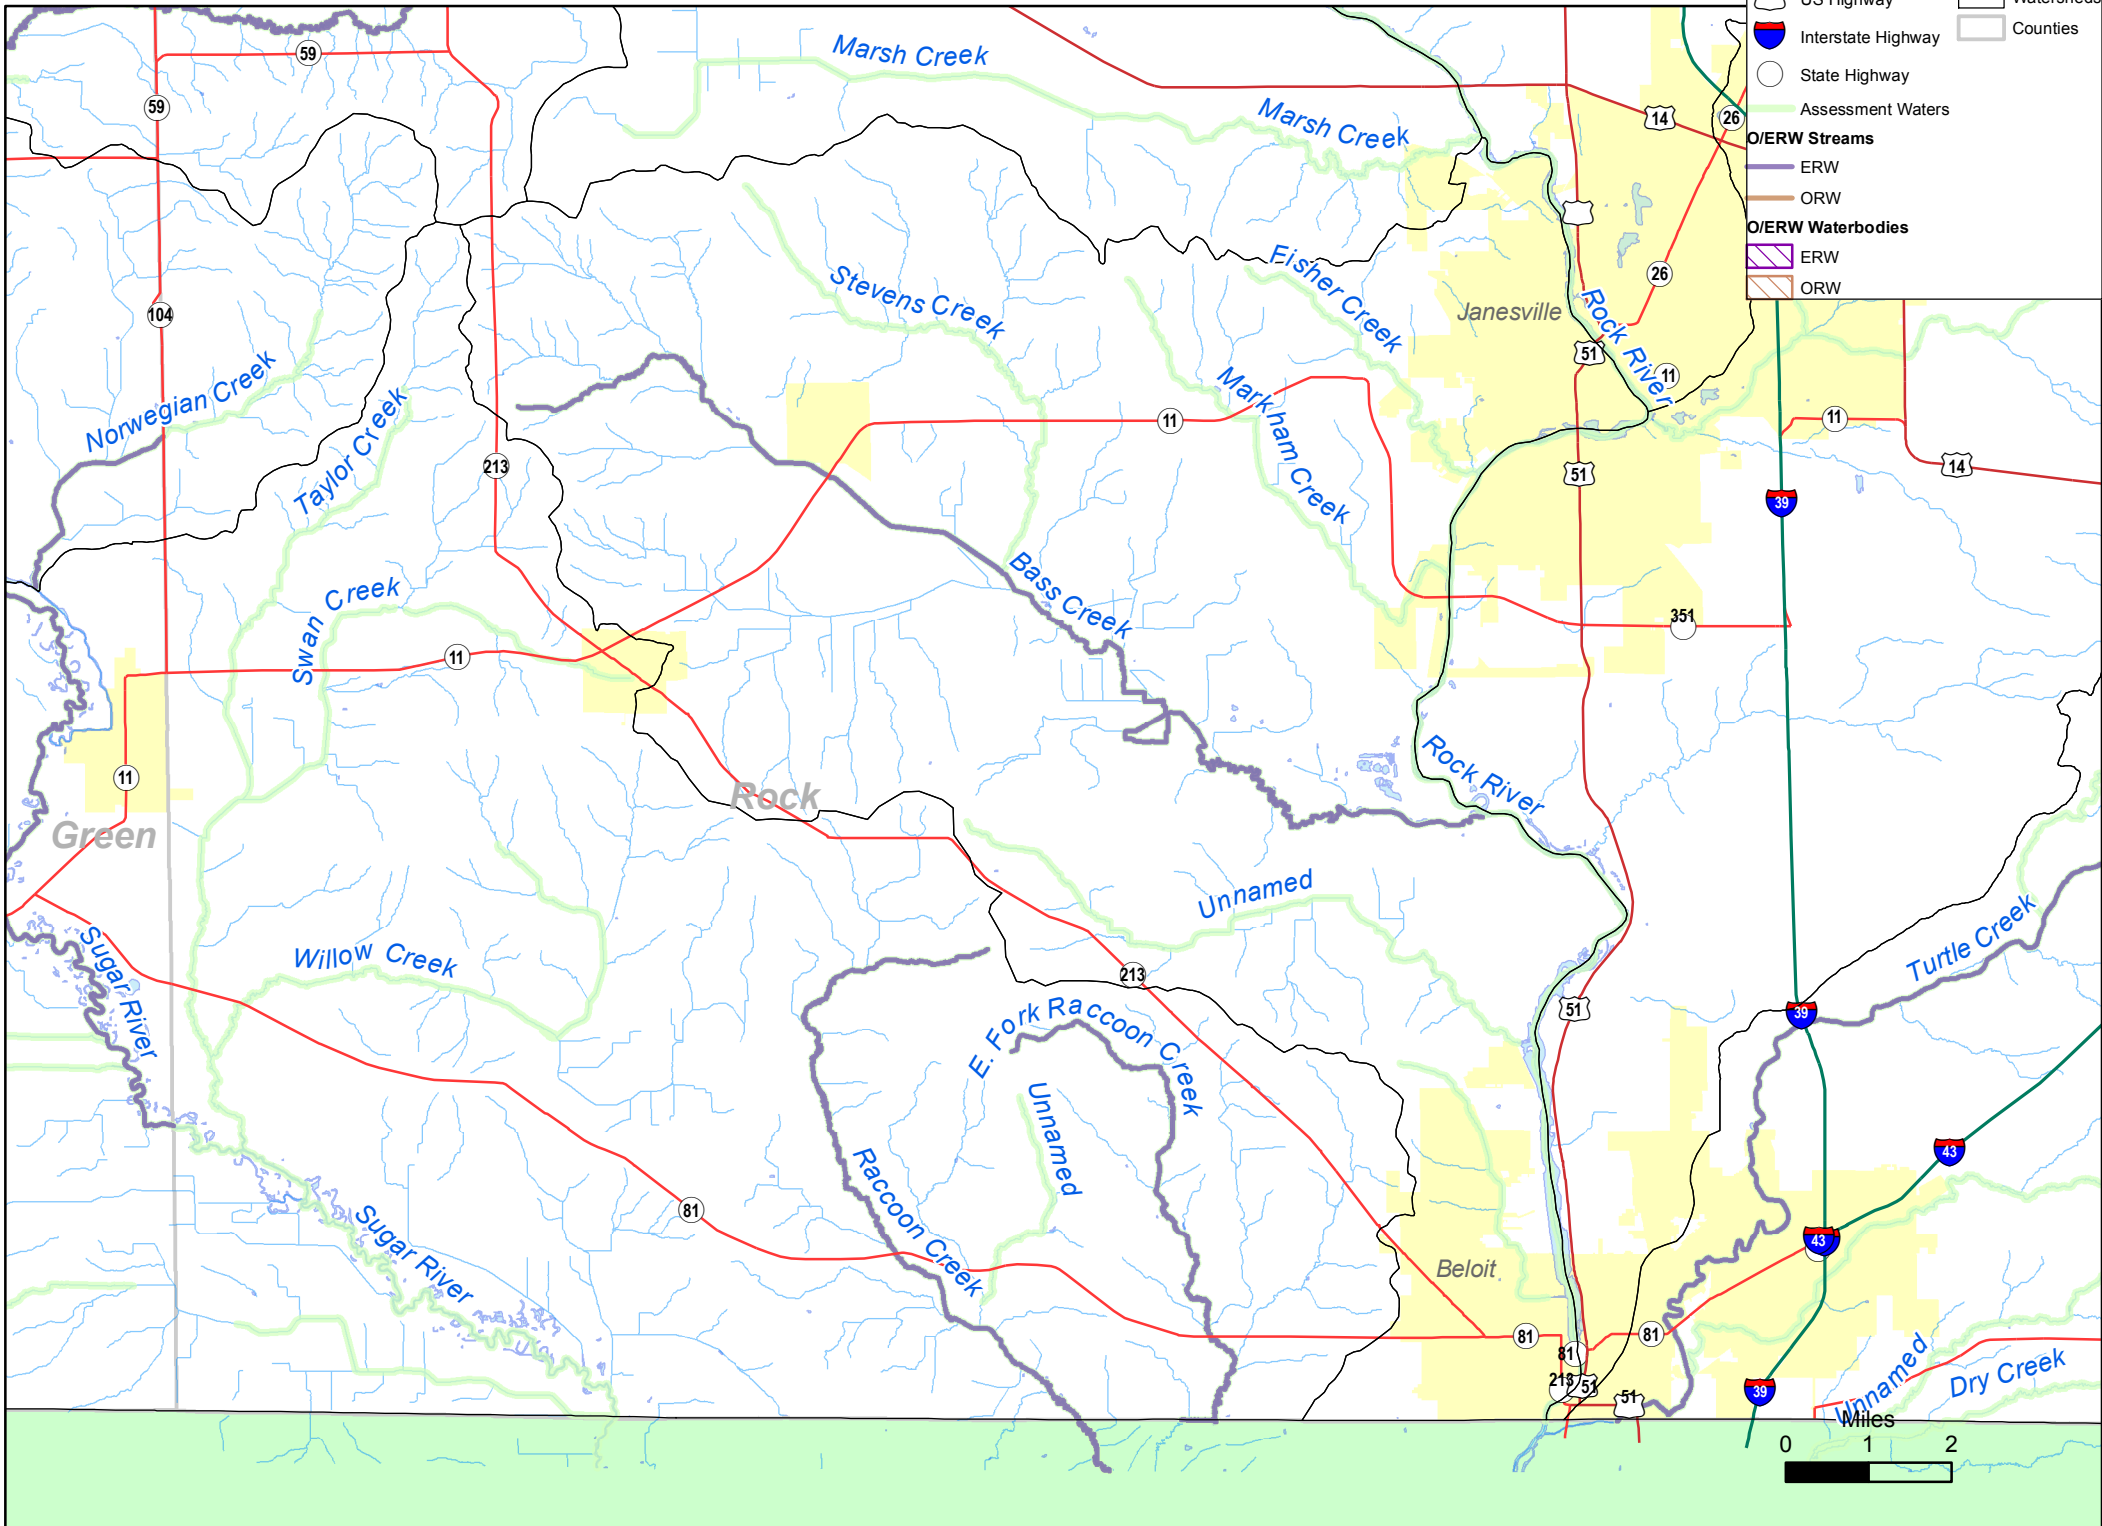 US Highway
Watersheds
Interstate Highway
Counties
State Highway
Assessment Waters
O/ERW Streams
ERW
ORW
O/ERW Waterbodies
ERW
ORW
59
59
104
213
11
11
11
11
11
14
14
26
26
51
51
51
51
51
351
39
39
39
43
43
81
81
81
81
213
213
Marsh Creek
Marsh Creek
Stevens Creek
Fisher Creek
Janesville
Rock River
Norwegian Creek
Taylor Creek
Markham Creek
Swan Creek
Bass Creek
Rock River
Rock
Green
Unnamed
Turtle Creek
Willow Creek
Sugar River
E. Fork Raccoon Creek
Unnamed
Raccoon Creek
Sugar River
Beloit
Unnamed
Dry Creek
Miles
0 1 2